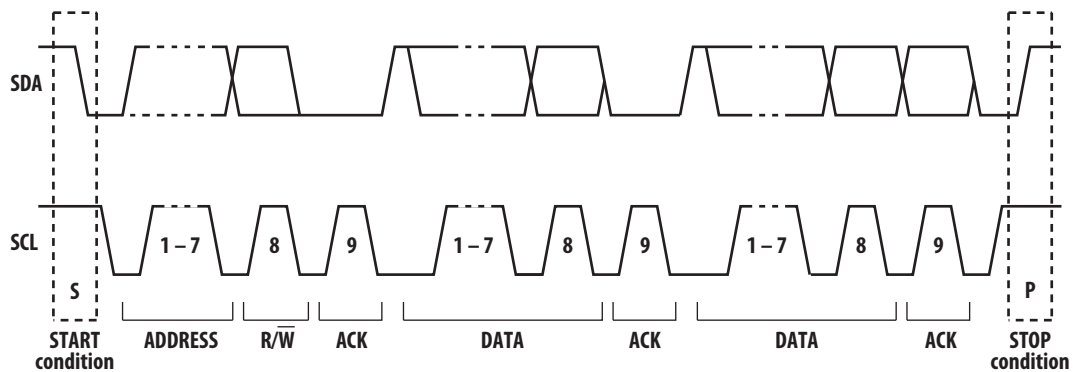 SDA
SCL
1 – 7
8
9
1 – 7
8
9
1 – 7
8
9
S
P
START
condition
ADDRESS
R/W̅
ACK
DATA
ACK
DATA
ACK
STOP
condition